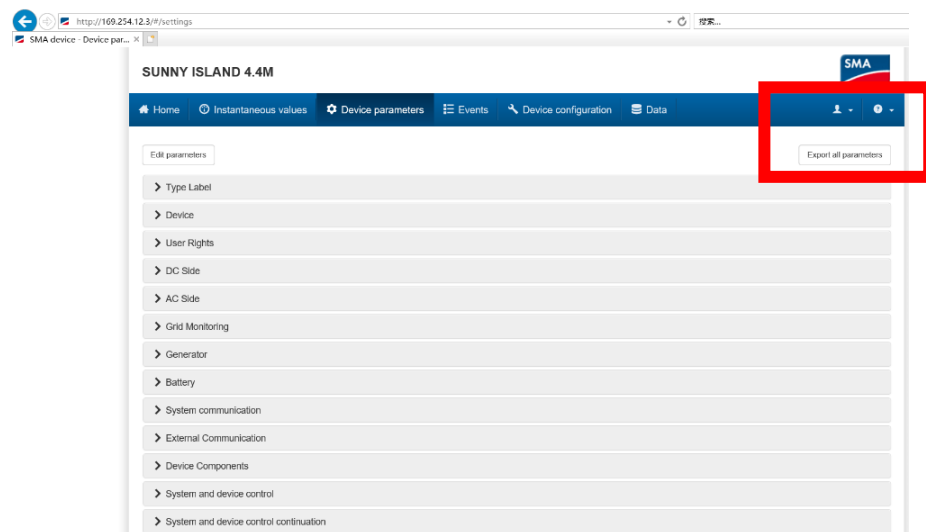 http://169.254.12.3/#/settings
搜索...
SMA device - Device par...
SUNNY ISLAND 4.4M
SMA
Home Instantaneous values Device parameters Events Device configuration Data
Edit parameters Export all parameters
Type Label
Device
User Rights
DC Side
AC Side
Grid Monitoring
Generator
Battery
System communication
External Communication
Device Components
System and device control
System and device control continuation